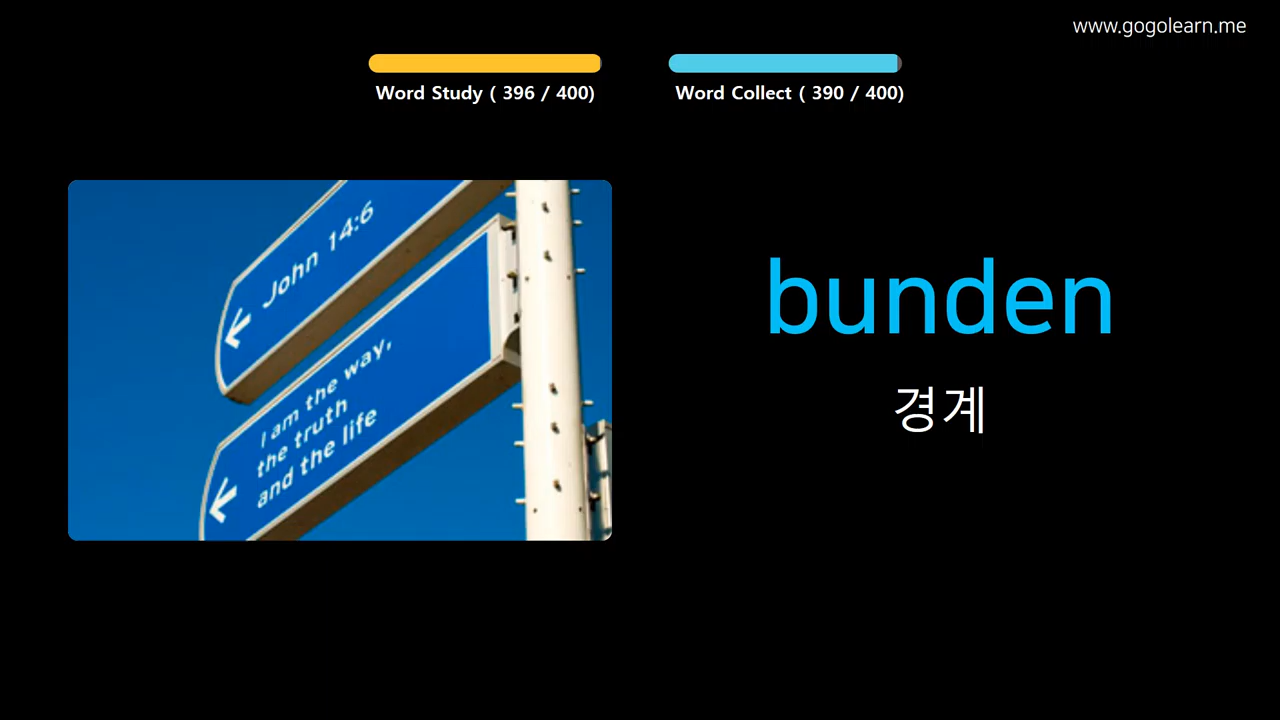 www.gogolearn.me
Word Study ( 396 / 400)
Word Collect ( 390 / 400)
John 14:6
I am the way,
the truth
and the life
bunden
경계